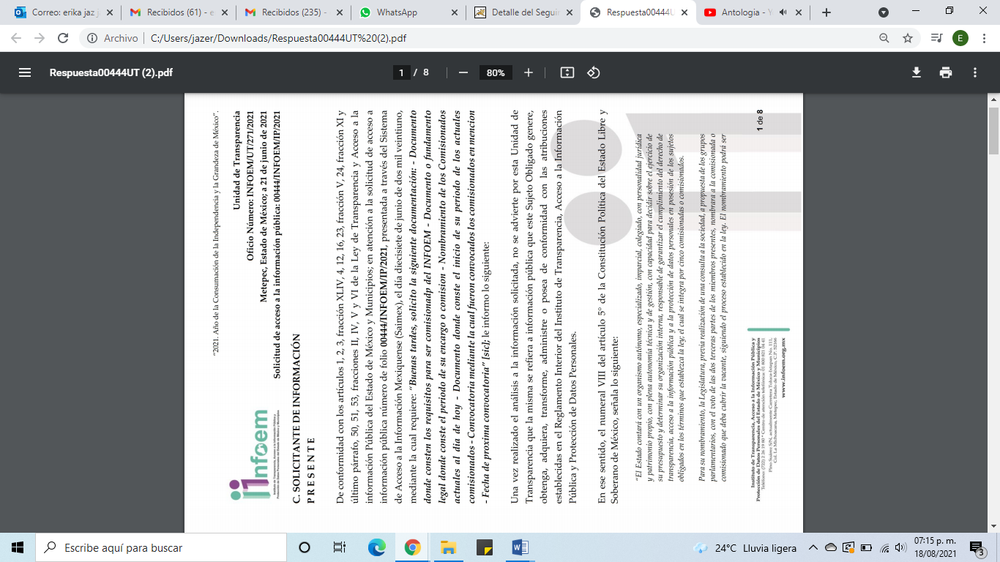 Correo: erika jaz j
Recibidos (61) - e
Recibidos (235) -
WhatsApp
Detalle del Seguir
Respuesta00444U
Antologia - Y
Archivo
C:/Users/jazer/Downloads/Respuesta00444UT%20(2).pdf
E
Respuesta00444UT (2).pdf
1 / 8
80%
"2021. Año de la Consumación de la Independencia y la Grandeza de México".
Unidad de Transparencia
Oficio Número: INFOEM/UT/271/2021
Metepec, Estado de México; a 21 de junio de 2021
Solicitud de acceso a la información pública: 00444/INFOEM/IP/2021
infoem
Instituto de Transparencia, Acceso a la Información Pública y
Protección de Datos Personales del Estado de México y Municipios
C. SOLICITANTE DE INFORMACIÓN
P R E S E N T E
De conformidad con los artículos 1, 2, 3, fracción XLIV, 4, 12, 16, 23, fracción V, 24, fracción XI y
último párrafo, 50, 51, 53, fracciones II, IV, V y VI de la Ley de Transparencia y Acceso a la
información Pública del Estado de México y Municipios; en atención a la solicitud de acceso a
información pública número de folio 00444/INFOEM/IP/2021, presentada a través del Sistema
de Acceso a la Información Mexiquense (Saimex), el día diecisiete de junio de dos mil veintiuno,
mediante la cual requiere: "Buenas tardes, solicito la siguiente documentación: - Documento
donde consten los requisitos para ser comisionadp del INFOEM - Documento o fundamento
legal donde conste el periodo de su encargo o comision - Nombramiento de los Comisionados
actuales al día de hoy - Documento donde conste el inicio de su periodo de los actuales
comisionados - Convocatoria mediante la cual fueron convocados los comisionados en mencion
- Fecha de proxima convocatoria" [sic]; le informo lo siguiente:
Una vez realizado el análisis a la información solicitada, no se advierte por esta Unidad de
Transparencia que la misma se refiera a información pública que este Sujeto Obligado genere,
obtenga, adquiera, transforme, administre o posea de conformidad con las atribuciones
establecidas en el Reglamento Interior del Instituto de Transparencia, Acceso a la Información
Pública y Protección de Datos Personales.
En ese sentido, el numeral VIII del artículo 5° de la Constitución Política del Estado Libre y
Soberano de México, señala lo siguiente:
"El Estado contará con un organismo autónomo, especializado, imparcial, colegiado, con personalidad jurídica
y patrimonio propio, con plena autonomía técnica y de gestión, con capacidad para decidir sobre el ejercicio de
su presupuesto y determinar su organización interna, responsable de garantizar el cumplimiento del derecho de
transparencia, acceso a la información pública y a la protección de datos personales en posesión de los sujetos
obligados en los términos que establezca la ley; el cual se integra por cinco comisionadas o comisionados.
Para su nombramiento, la Legislatura, previa realización de una consulta a la sociedad, a propuesta de los grupos
parlamentarios, con el voto de las dos terceras partes de los miembros presentes, nombrara a la comisionada o
comisionado que deba cubrir la vacante, siguiendo el proceso establecido en la ley. El nombramiento podrá ser
Instituto de Transparencia, Acceso a la Información Pública y
Protección de Datos Personales del Estado de México y Municipios
Teléfono: (722) 2 26 19 80 * Centro de atención telefónica: 01 800 821 04 41
Pino Suárez S/N, actualmente Carretera Toluca-Ixtapan No. 111,
Col. La Michoacana, Metepec, Estado de México, C.P. 52166
www.infoem.org.mx
1 de 8
Escribe aquí para buscar
24°C Lluvia ligera
07:15 p. m.
18/08/2021
3